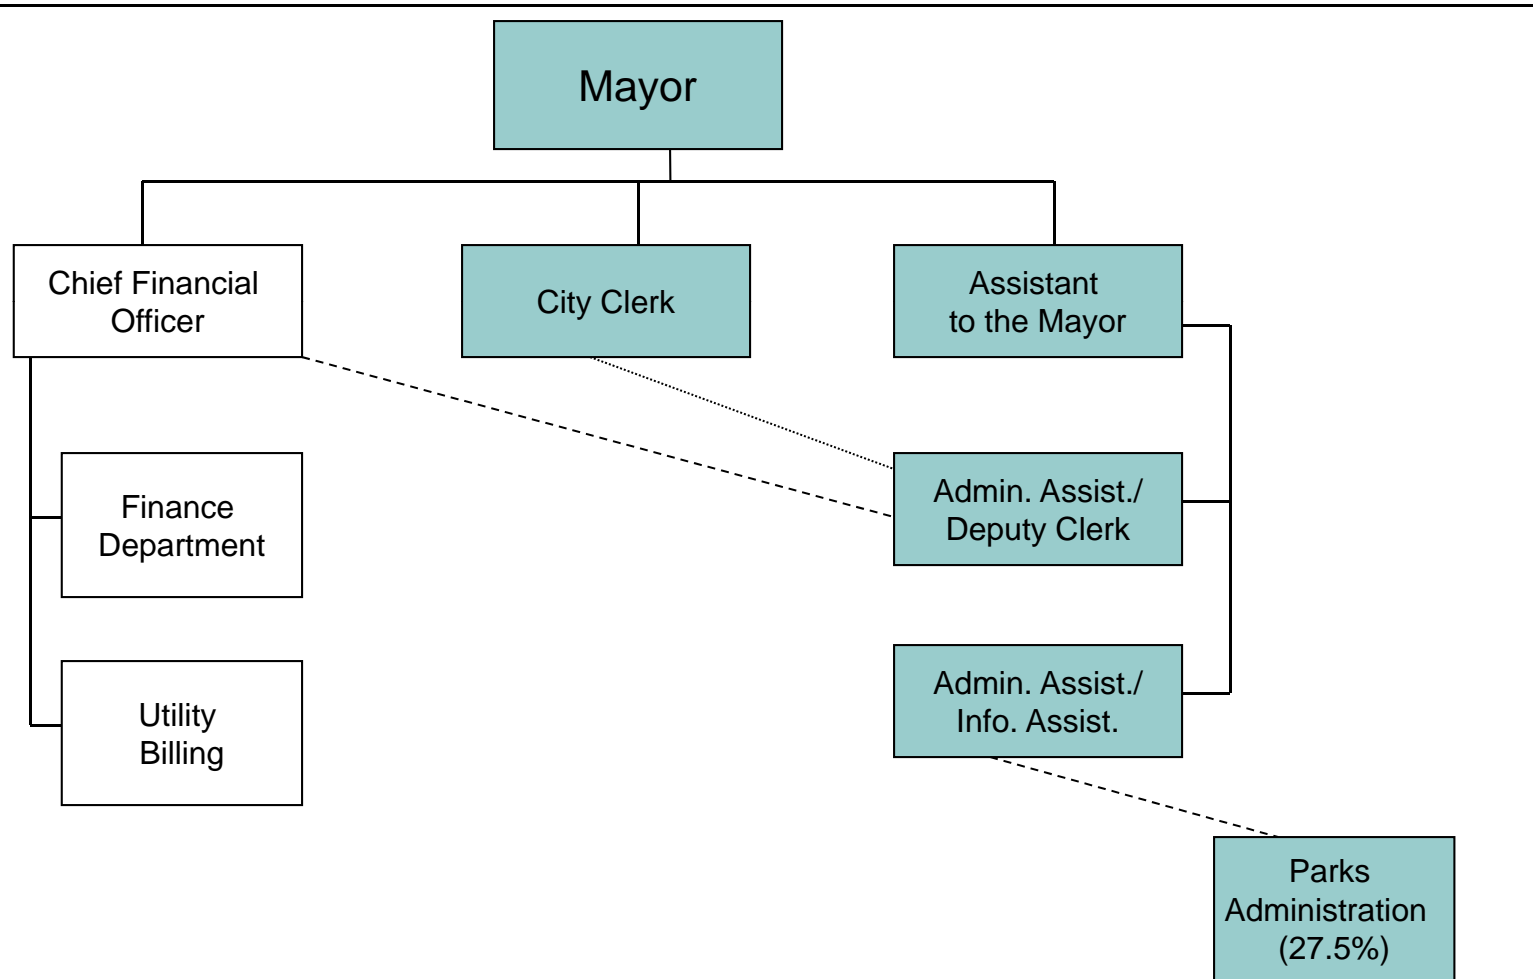 Mayor
Chief Financial
Officer
City Clerk
Assistant
to the Mayor
Finance
Department
Admin. Assist./
Deputy Clerk
Utility
Billing
Admin. Assist./
Info. Assist.
Parks
Administration
(27.5%)